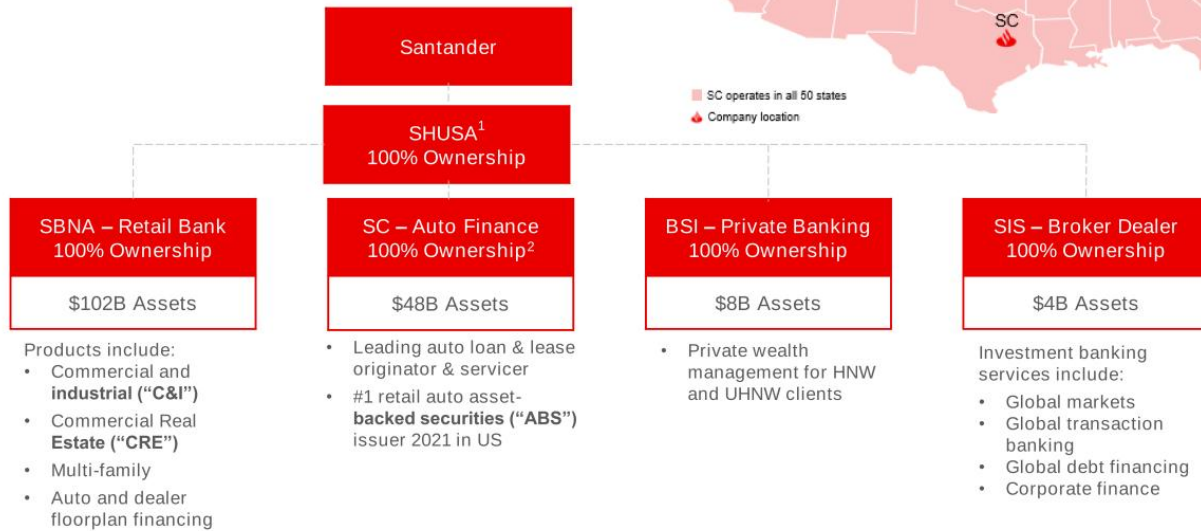 SC
SC operates in all 50 states
Company location
Santander
SHUSA1
100% Ownership
SBNA – Retail Bank
100% Ownership
$102B Assets
Products include:
• Commercial and
industrial (“C&I”)
• Commercial Real
Estate (“CRE”)
• Multi-family
• Auto and dealer
floorplan financing
SC – Auto Finance
100% Ownership2
$48B Assets
• Leading auto loan & lease
originator & servicer
• #1 retail auto asset-
backed securities (“ABS”)
issuer 2021 in US
BSI – Private Banking
100% Ownership
$8B Assets
• Private wealth
management for HNW
and UHNW clients
SIS – Broker Dealer
100% Ownership
$4B Assets
Investment banking
services include:
• Global markets
• Global transaction
banking
• Global debt financing
• Corporate finance